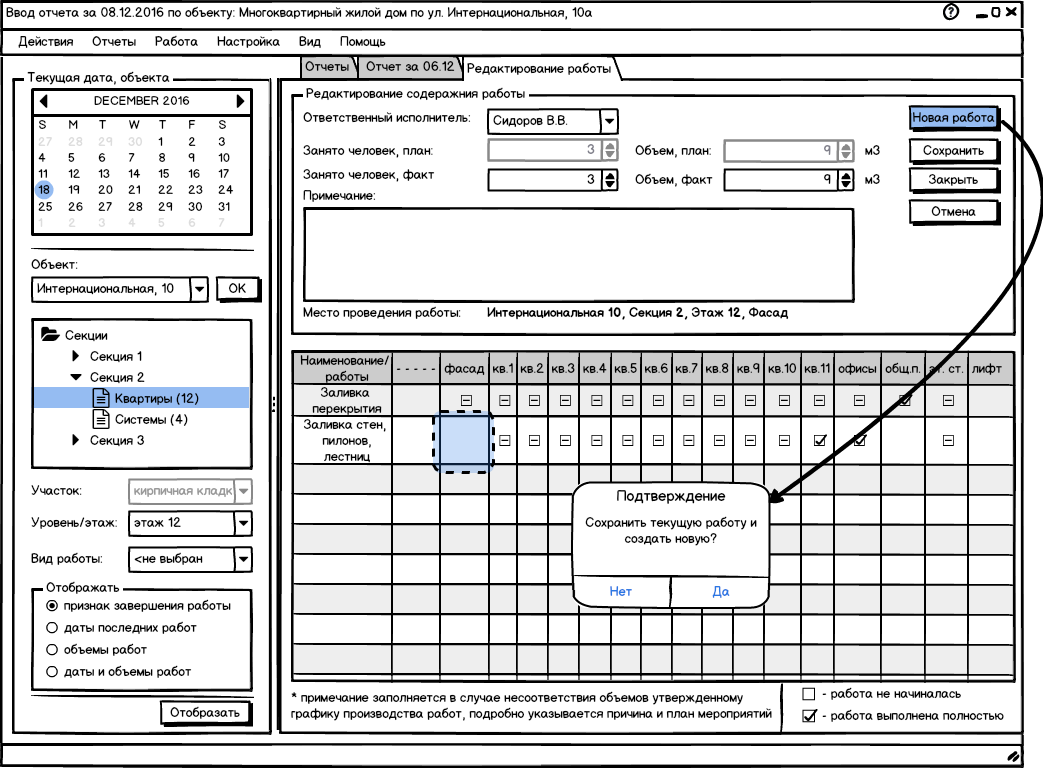 Ввод отчета за 08.12.2016 по объекту: Многоквартирный жилой дом по ул. Интернациональная, 10а
Действия Отчеты Работа Настройка Вид Помощь
Текущая дата, объекта
DECEMBER 2016
S M T W T F S
27 28 29 30 1 2 3
4 5 6 7 8 9 10
11 12 13 14 15 16 17
18 19 20 21 22 23 24
25 26 27 28 29 30 31
1 2 3 4 5 6 7
Объект:
Интернациональная, 10 OK
Секции
Секция 1
Секция 2
Квартиры (12)
Системы (4)
Секция 3
Участок: кирпичная кладк
Уровень/этаж: этаж 12
Вид работы: <не выбран
Отображать
признак завершения работы
даты последних работ
объемы работ
даты и объемы работ
Отобразать
Отчеты Отчет за 06.12 Редактирование работы
Редактирование содеражния работы
Ответственный исполнитель: Сидоров В.В. Новая работа
Занято человек, план: 3 Объем, план: 9 м3 Сохранить
Занято человек, факт 3 Объем, факт 9 м3 Закрыть
Примечание:
Отмена
Место проведения работы: Интернациональная 10, Секция 2, Этаж 12, Фасад
Наименование/
работы - - - - - фасад кв.1 кв.2 кв.3 кв.4 кв.5 кв.6 кв.7 кв.8 кв.9 кв.10 кв.11 офисы общ.п. эт. ст. лифт
Заливка
перекрытия
Заливка стен,
пилонов,
лестниц
Подтверждение
Сохранить текущую работу и
создать новую?
Нет Да
* примечание заполняется в случае несоответствия объемов утвержденному
графику производства работ, подробно указывается причина и план мероприятий
- работа не начиналась
- работа выполнена полностью